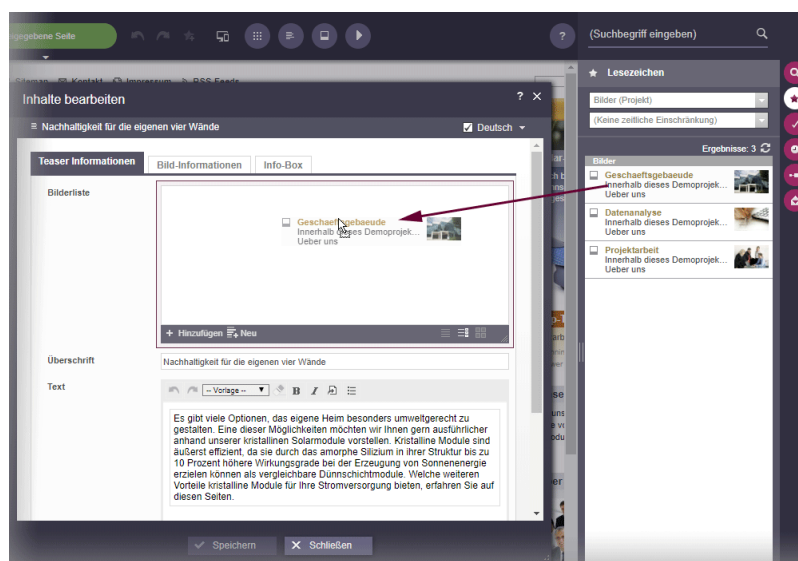 ngegebene Seite
?
(Suchbegriff eingeben)
Sitemap
Kontakt
Impressum
RSS Feeds
Lesezeichen
Inhalte bearbeiten
? ×
Bilder (Projekt)
(Keine zeitliche Einschränkung)
Nachhaltigkeit für die eigenen vier Wände
Deutsch
Ergebnisse: 3
Bilder
Teaser Informationen
Bild-Informationen
Info-Box
Geschaeftsgebaeude
Innerhalb dieses Demoprojek...
Ueber uns
Datenanalyse
Innerhalb dieses Demoprojek...
Ueber uns
Projektarbeit
Innerhalb dieses Demoprojek...
Ueber uns
Bilderliste
Geschaeftsgebaeude
Innerhalb dieses Demoprojek...
Ueber uns
+ Hinzufügen
Neu
Überschrift
Nachhaltigkeit für die eigenen vier Wände
Text
-- Vorlage --
B I
Es gibt viele Optionen, das eigene Heim besonders umweltgerecht zu
gestalten. Eine dieser Möglichkeiten möchten wir Ihnen gern ausführlicher
anhand unserer kristallinen Solarmodule vorstellen. Kristalline Module sind
äußerst effizient, da sie durch das amorphe Silizium in ihrer Struktur bis zu
10 Prozent höhere Wirkungsgrade bei der Erzeugung von Sonnenenergie
erzielen können als vergleichbare Dünnschichtmodule. Welche weiteren
Vorteile kristalline Module für Ihre Stromversorgung bieten, erfahren Sie auf
diesen Seiten.
Speichern
Schließen